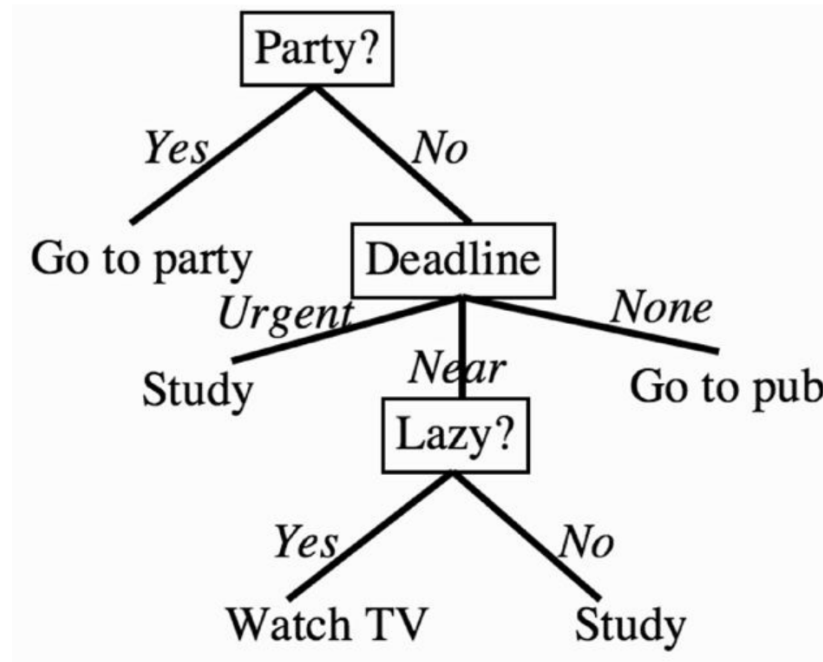 Party?
Yes
No
Go to party
Deadline
Urgent
None
Near
Study
Go to pub
Lazy?
Yes
No
Watch TV
Study